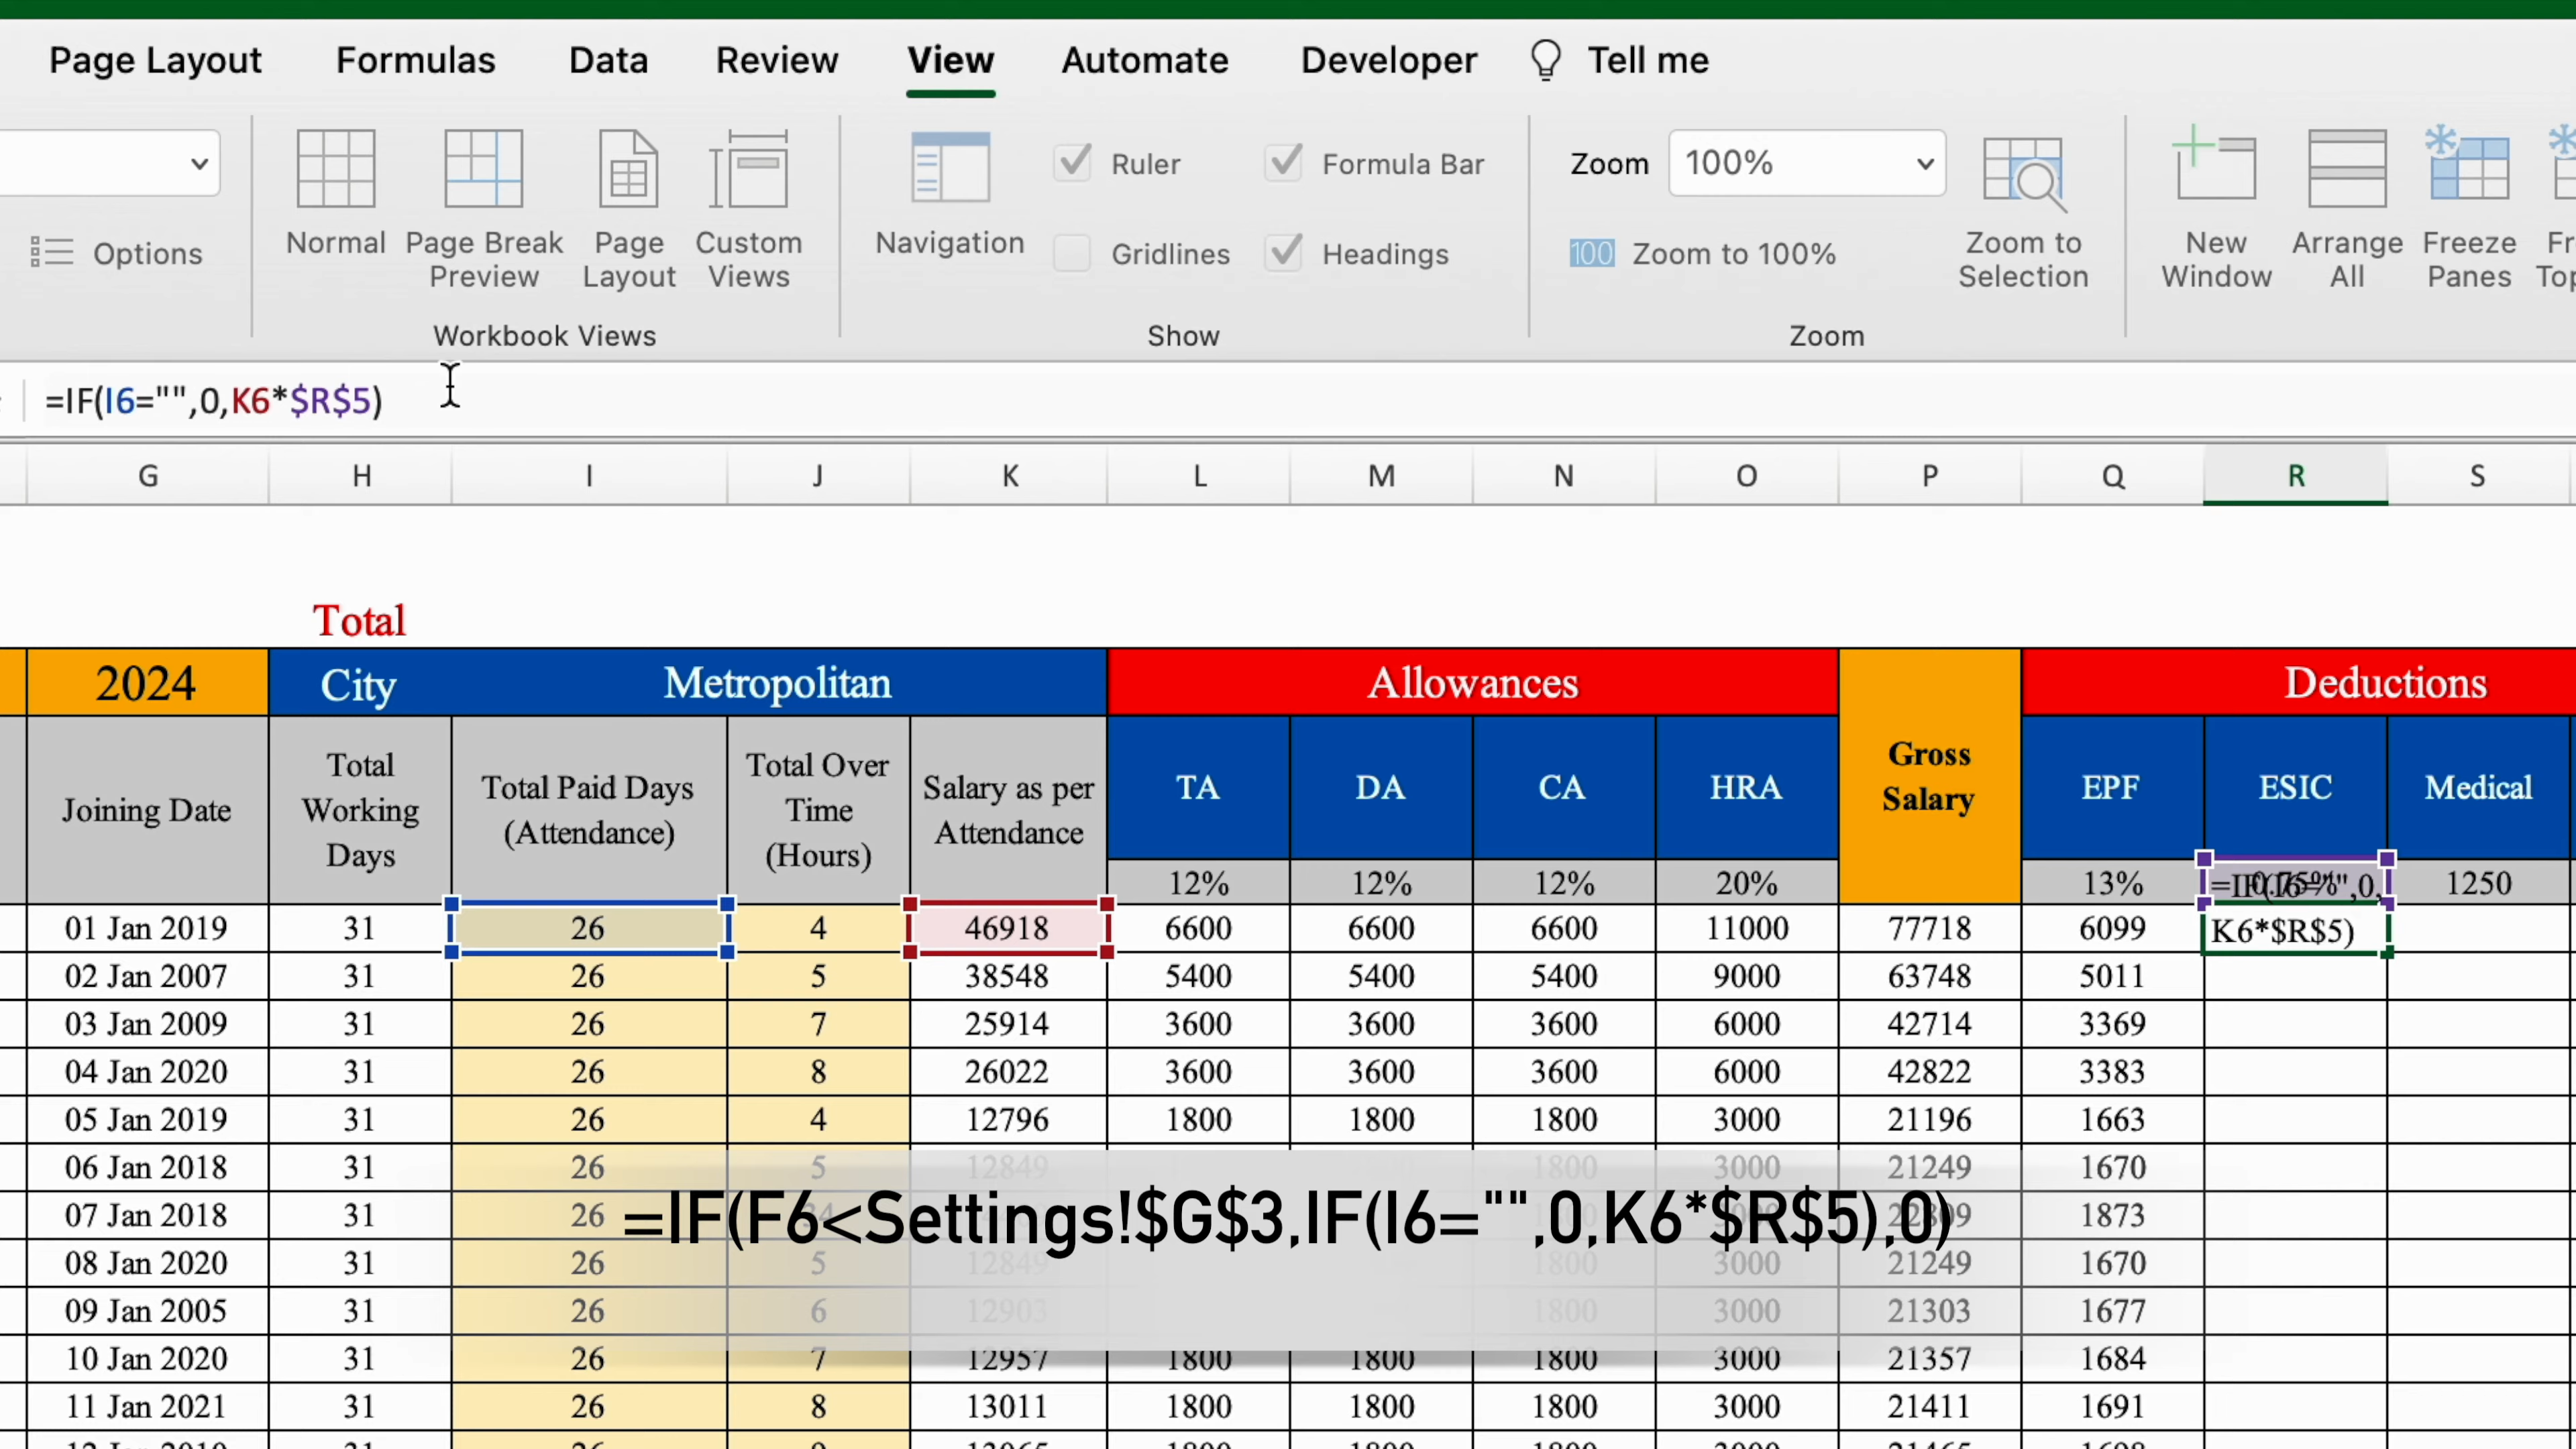 Page Layout Formulas Data Review View Automate Developer Tell me
Ruler Formula Bar Zoom 100%
Options Normal Page Break Preview Page Layout Custom Views Navigation Gridlines Headings 100 Zoom to 100% Zoom to Selection New Window Arrange All Freeze Panes
Workbook Views Show Zoom
=IF(I6="",0,K6*$R$5)
G H I J K L M N O P Q R S
Total
2024 City Metropolitan Allowances Deductions
Joining Date Total Working Days Total Paid Days (Attendance) Total Over Time (Hours) Salary as per Attendance TA DA CA HRA Gross Salary EPF ESIC Medical
12% 12% 12% 20% 13% 0.75% =IF(I6="",0, 1250
01 Jan 2019 31 26 4 46918 6600 6600 6600 11000 77718 6099 K6*$R$5)
02 Jan 2007 31 26 5 38548 5400 5400 5400 9000 63748 5011
03 Jan 2009 31 26 7 25914 3600 3600 3600 6000 42714 3369
04 Jan 2020 31 26 8 26022 3600 3600 3600 6000 42822 3383
05 Jan 2019 31 26 4 12796 1800 1800 1800 3000 21196 1663
06 Jan 2018 31 26 5 12849 1800 3000 21249 1670
07 Jan 2018 31 26 1873
=IF(F6<Settings!$G$3,IF(I6="",0,K6*$R$5),0)
08 Jan 2020 31 26 5 12849 1800 3000 21249 1670
09 Jan 2005 31 26 6 12903 1800 3000 21303 1677
10 Jan 2020 31 26 7 12957 1800 1800 1800 3000 21357 1684
11 Jan 2021 31 26 8 13011 1800 1800 1800 3000 21411 1691